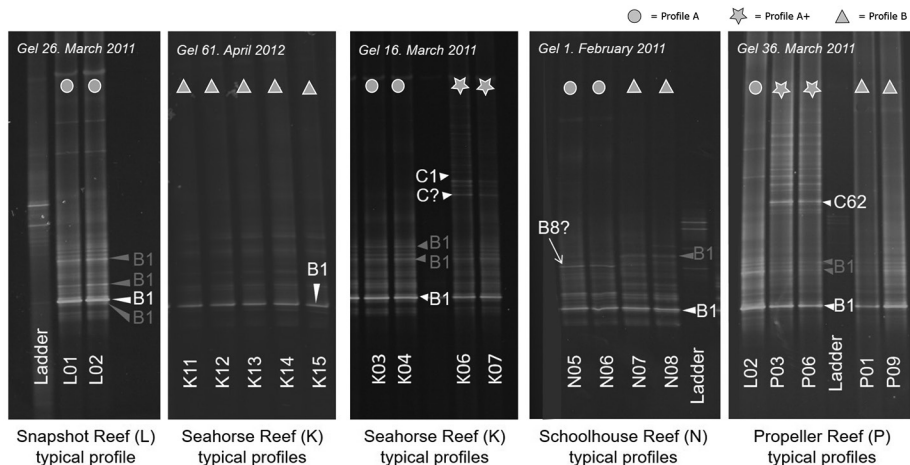 = Profile A = Profile A+ = Profile B
Gel 26. March 2011
B1
B1
B1
B1
Ladder
L01
L02
Snapshot Reef (L)
typical profile
Gel 61. April 2012
B1
K11
K12
K13
K14
K15
Seahorse Reef (K)
typical profiles
Gel 16. March 2011
C1
C?
B1
B1
B1
K03
K04
K06
K07
Seahorse Reef (K)
typical profiles
Gel 1. February 2011
B8?
B1
B1
N05
N06
N07
N08
Ladder
Schoolhouse Reef (N)
typical profiles
Gel 36. March 2011
C62
B1
B1
L02
P03
P06
Ladder
P01
P09
Propeller Reef (P)
typical profiles